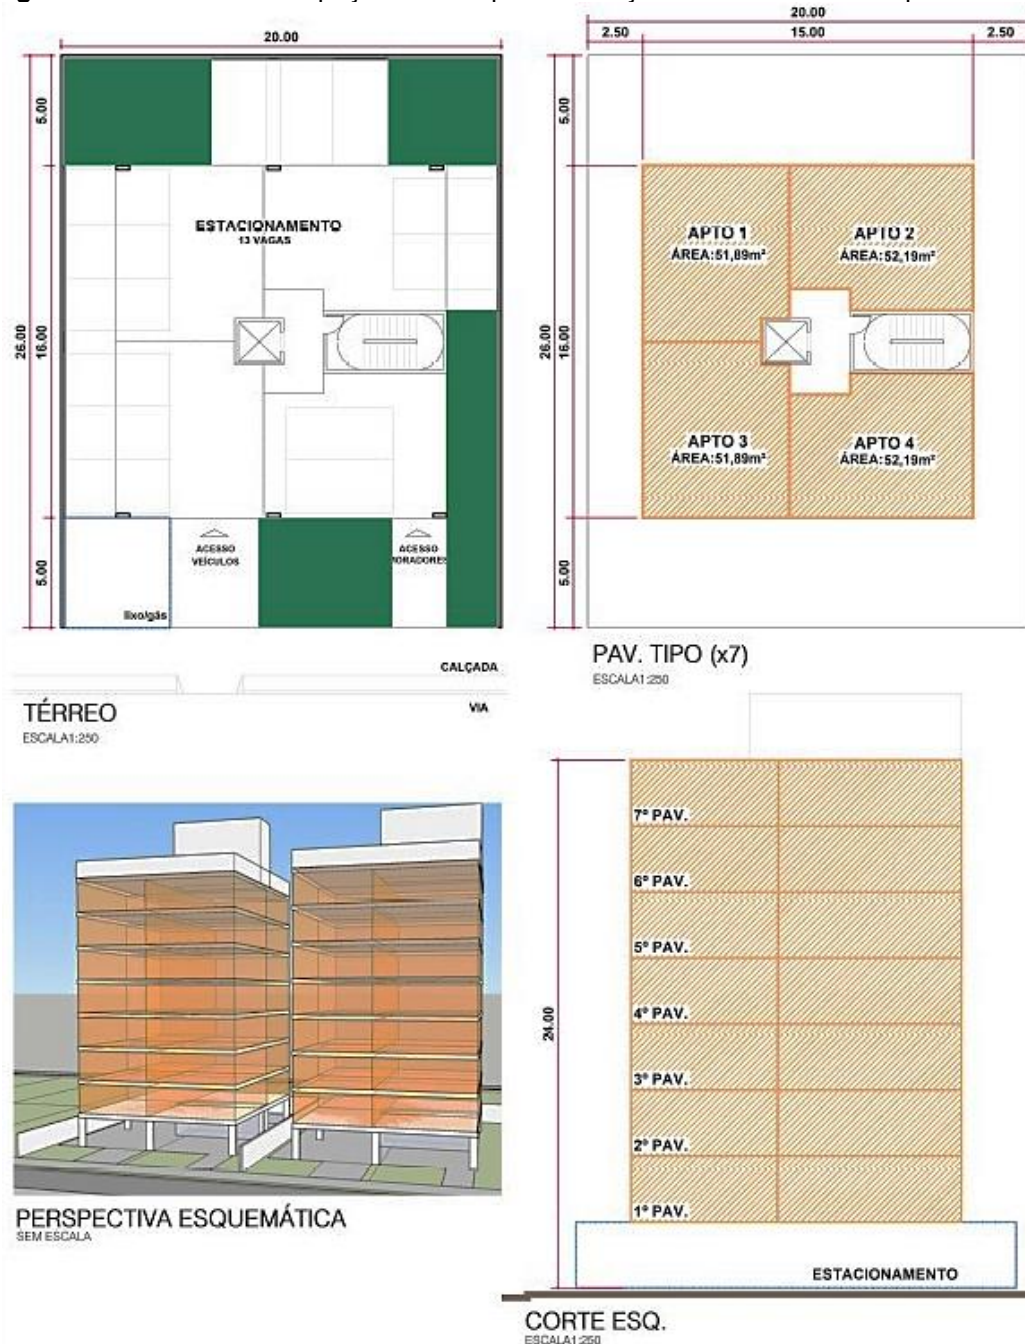 20.00
5.00
26.00
16.00
5.00
ESTACIONAMENTO
13 VAGAS
ACESSO
VEÍCULOS
ACESSO
lixo/gás
CALÇADA
VIA
TÉRREO
ESCALA1:250
20.00
2.50
15.00
2.50
5.00
26.00
16.00
5.00
APTO 1
ÁREA:51,89m²
APTO 2
ÁREA:52,19m²
APTO 3
ÁREA:51,89m²
APTO 4
ÁREA:52,19m²
PAV. TIPO (x7)
ESCALA1:250
PERSPECTIVA ESQUEMÁTICA
SEM ESCALA
24.00
7º PAV.
6º PAV.
5º PAV.
4º PAV.
3º PAV.
2º PAV.
1º PAV.
ESTACIONAMENTO
CORTE ESQ.
ESCALA1:250